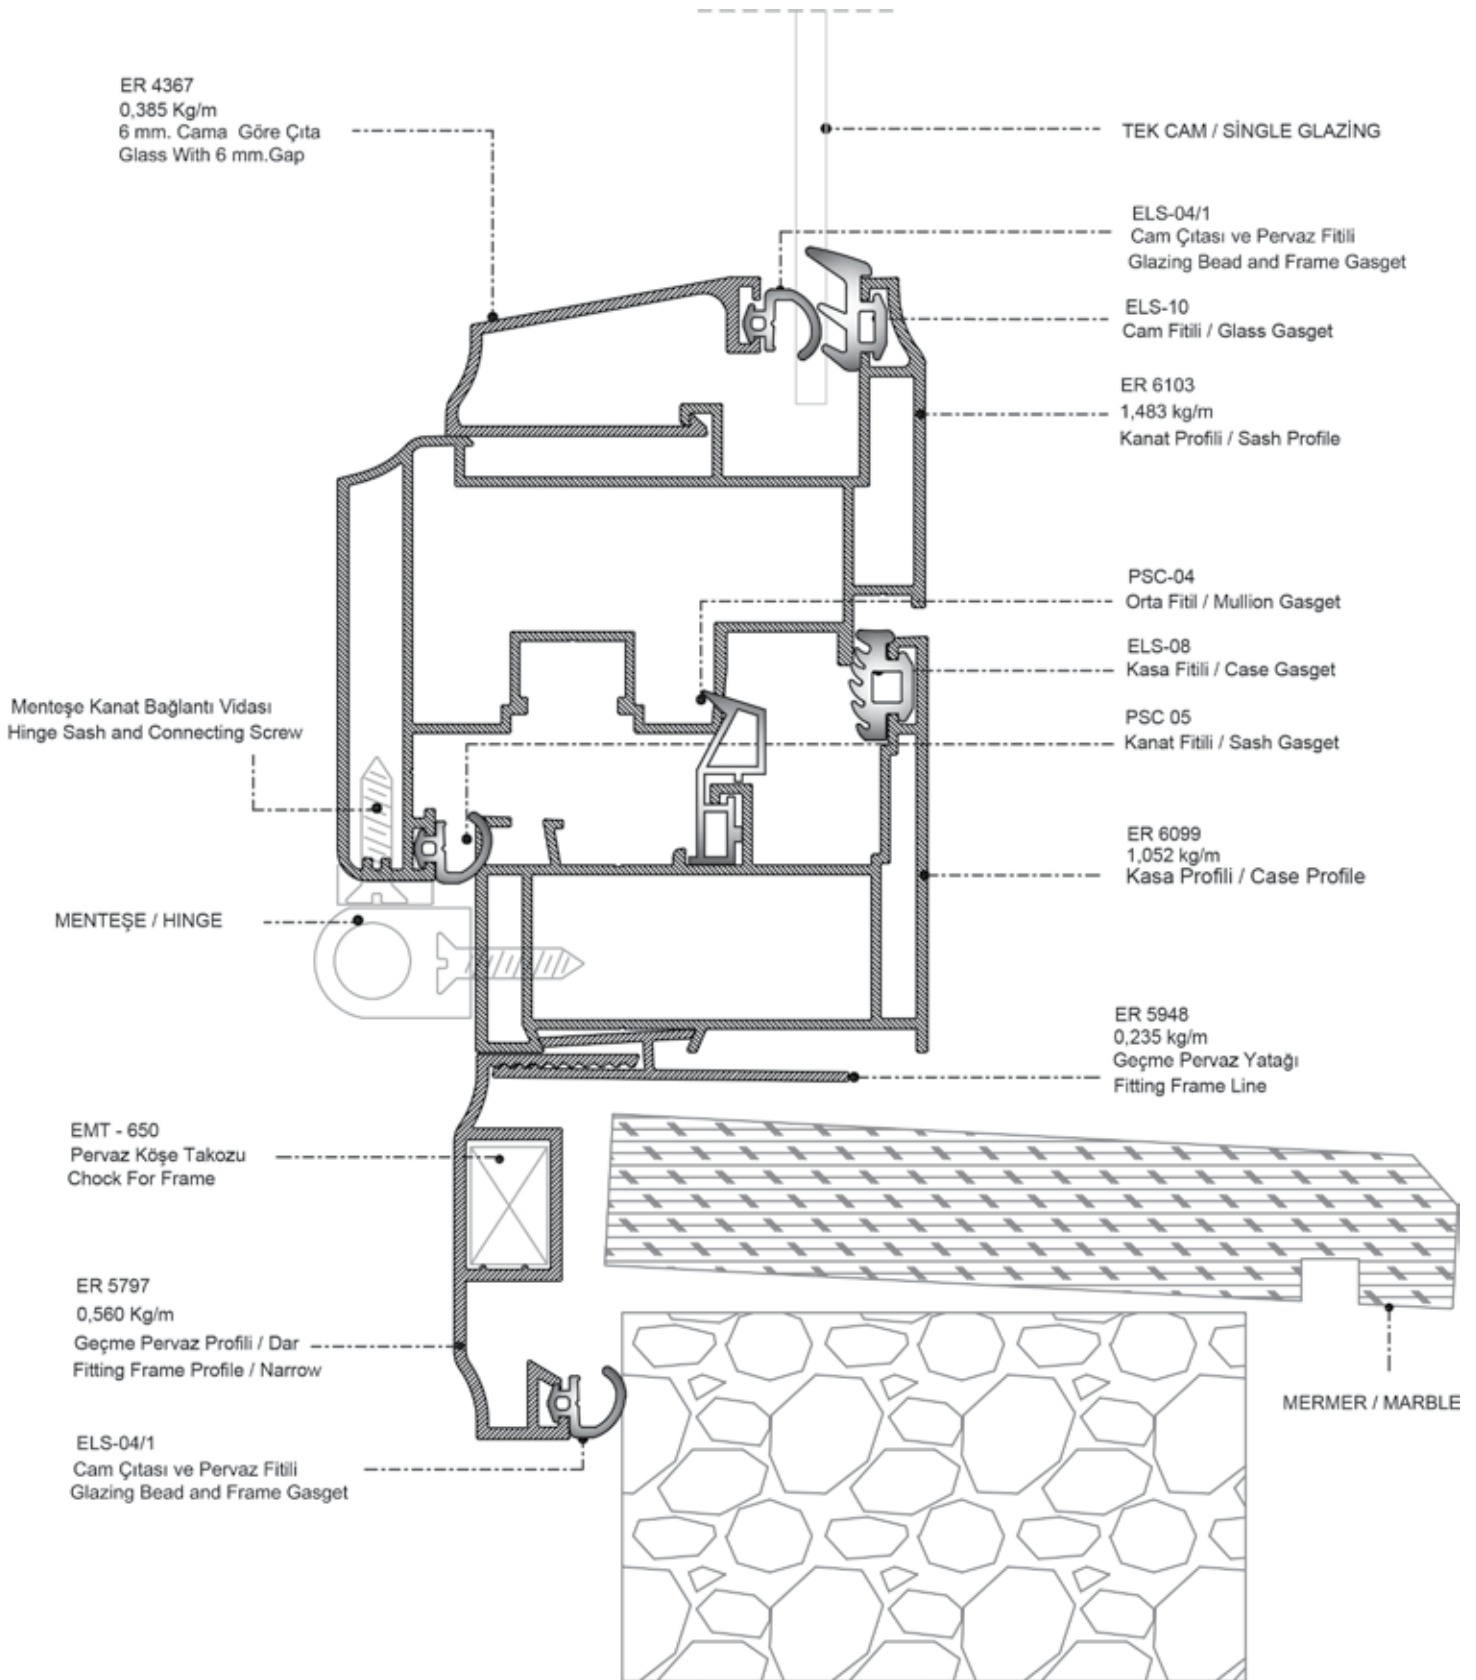 ER 4367
0,385 Kg/m
6 mm. Cama Göre Çıta
Glass With 6 mm.Gap
TEK CAM / SİNGLE GLAZİNG
ELS-04/1
Cam Çıtası ve Pervaz Fitili
Glazing Bead and Frame Gasget
ELS-10
Cam Fitili / Glass Gasget
ER 6103
1,483 kg/m
Kanat Profili / Sash Profile
PSC-04
Orta Fitil / Mullion Gasget
ELS-08
Kasa Fitili / Case Gasget
Menteşe Kanat Bağlantı Vidası
Hinge Sash and Connecting Screw
PSC 05
Kanat Fitili / Sash Gasget
ER 6099
1,052 kg/m
Kasa Profili / Case Profile
MENTEŞE / HINGE
ER 5948
0,235 kg/m
Geçme Pervaz Yatağı
Fitting Frame Line
EMT - 650
Pervaz Köşe Takozu
Chock For Frame
ER 5797
0,560 Kg/m
Geçme Pervaz Profili / Dar
Fitting Frame Profile / Narrow
MERMER / MARBLE
ELS-04/1
Cam Çıtası ve Pervaz Fitili
Glazing Bead and Frame Gasget